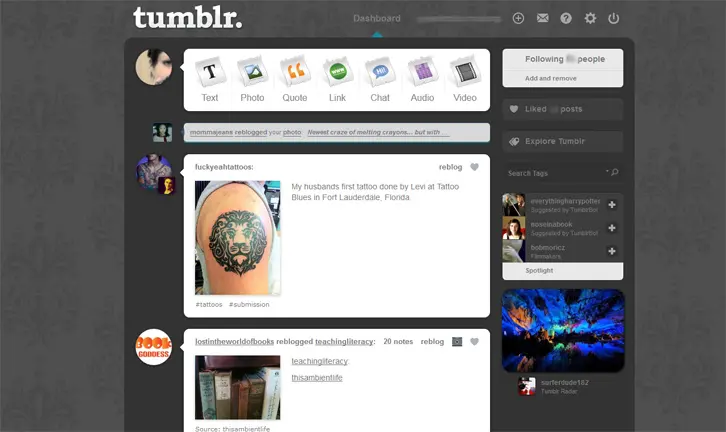 tumblr.
Dashboard
Text Photo Quote Link Chat Audio Video
mommajeans reblogged your photo: Newest craze of melting crayons... but with
fuckyeahtattoos:
reblog
My husbands first tattoo done by Levi at Tattoo
Blues in Fort Lauderdale, Florida.
#tattoos #submission
BOOK
GODDESS
lostintheworldofbooks reblogged teachingliteracy: 20 notes reblog
teachingliteracy:
thisambientlife
Source: thisambientlife
Following people
Add and remove
Liked posts
Explore Tumblr
Search Tags
everythingharrypotter
Suggested by TumblrBot
noseinabook
Suggested by TumblrBot
bobmoricz
Filmmakers
Spotlight
surferdude182
Tumblr Radar